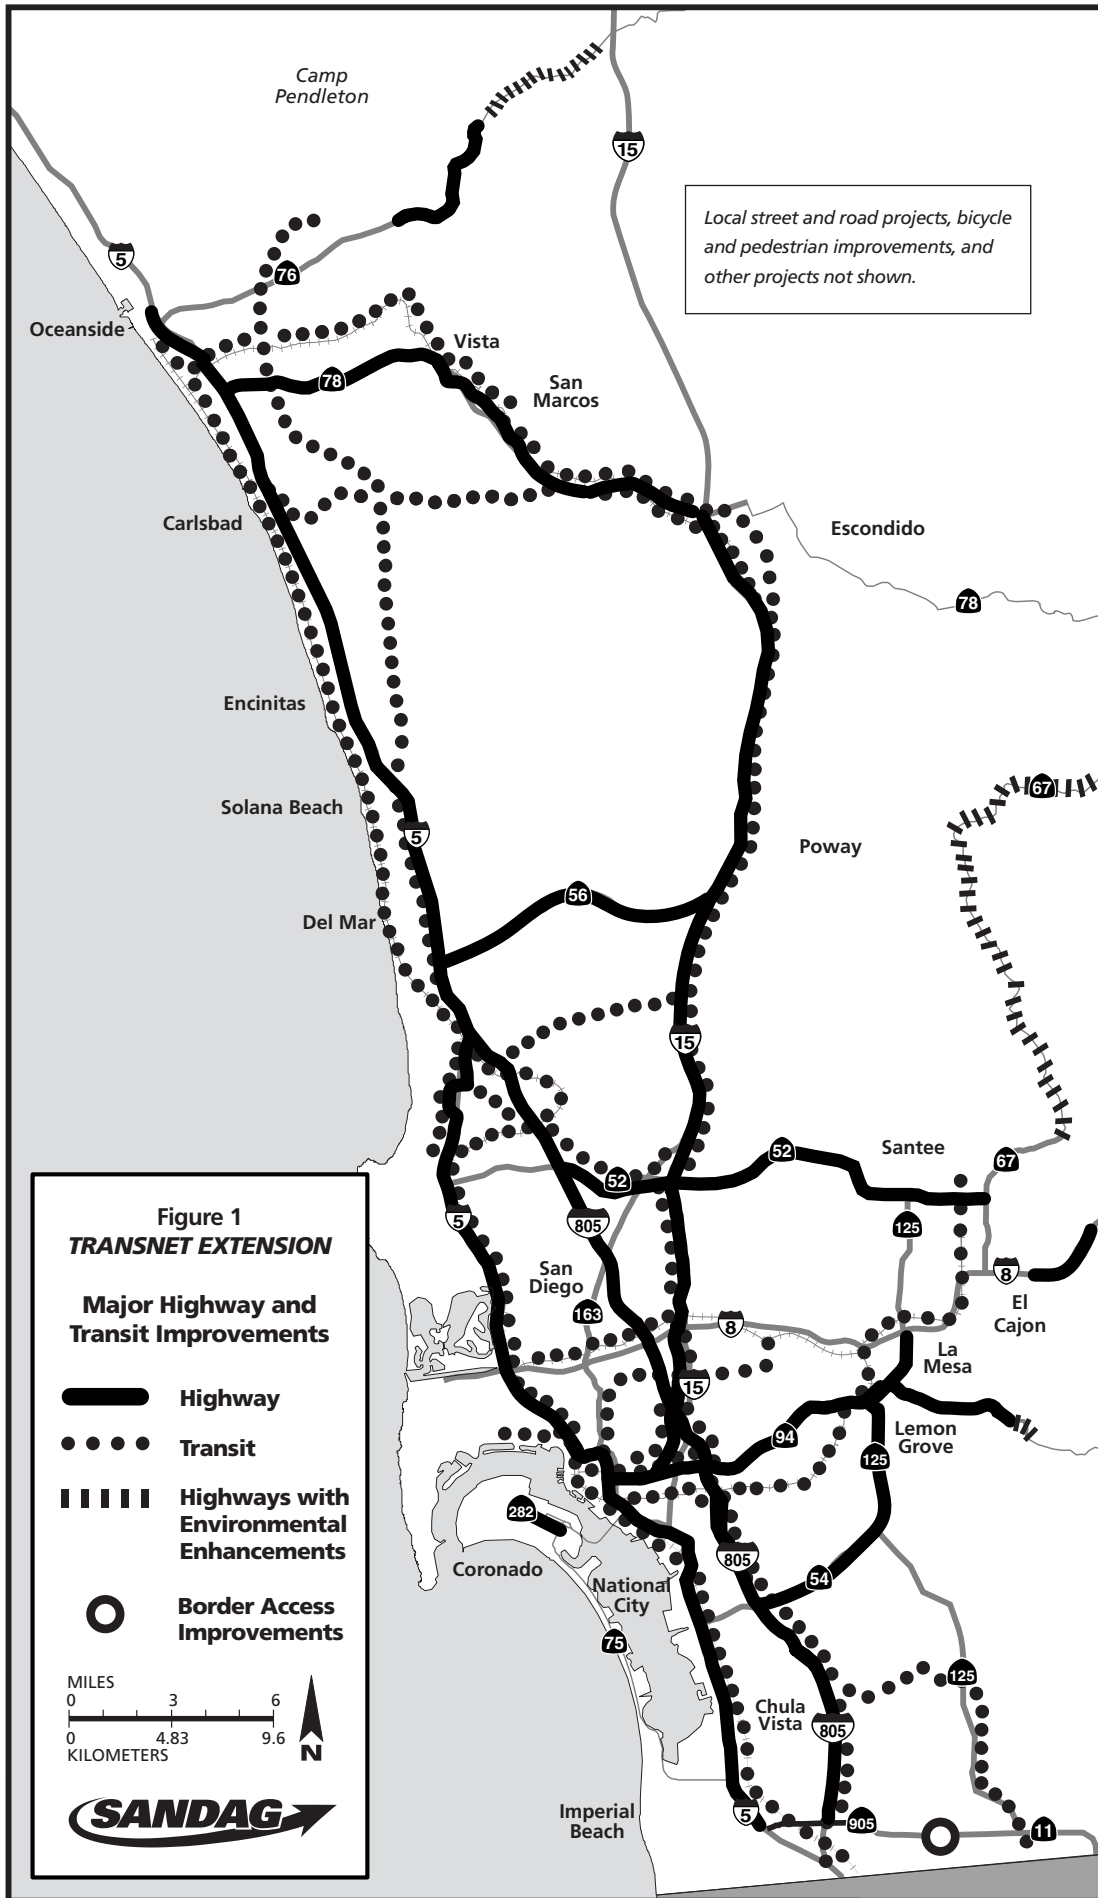 Camp
Pendleton
15
Local street and road projects, bicycle
and pedestrian improvements, and
other projects not shown.
5
76
Oceanside
Vista
78
San
Marcos
Carlsbad
Escondido
78
Encinitas
67
Solana Beach
5
Poway
56
Del Mar
15
Santee
52
67
52
125
5
805
8
San
Diego
163
8
El
Cajon
La
Mesa
15
94
Lemon
Grove
125
282
805
Coronado
54
National
City
75
125
Chula
Vista
805
Imperial
Beach
5
905
11
Figure 1
TRANSNET EXTENSION
Major Highway and
Transit Improvements
Highway
Transit
Highways with
Environmental
Enhancements
Border Access
Improvements
MILES
0 3 6
0 4.83 9.6
KILOMETERS
N
SANDAG